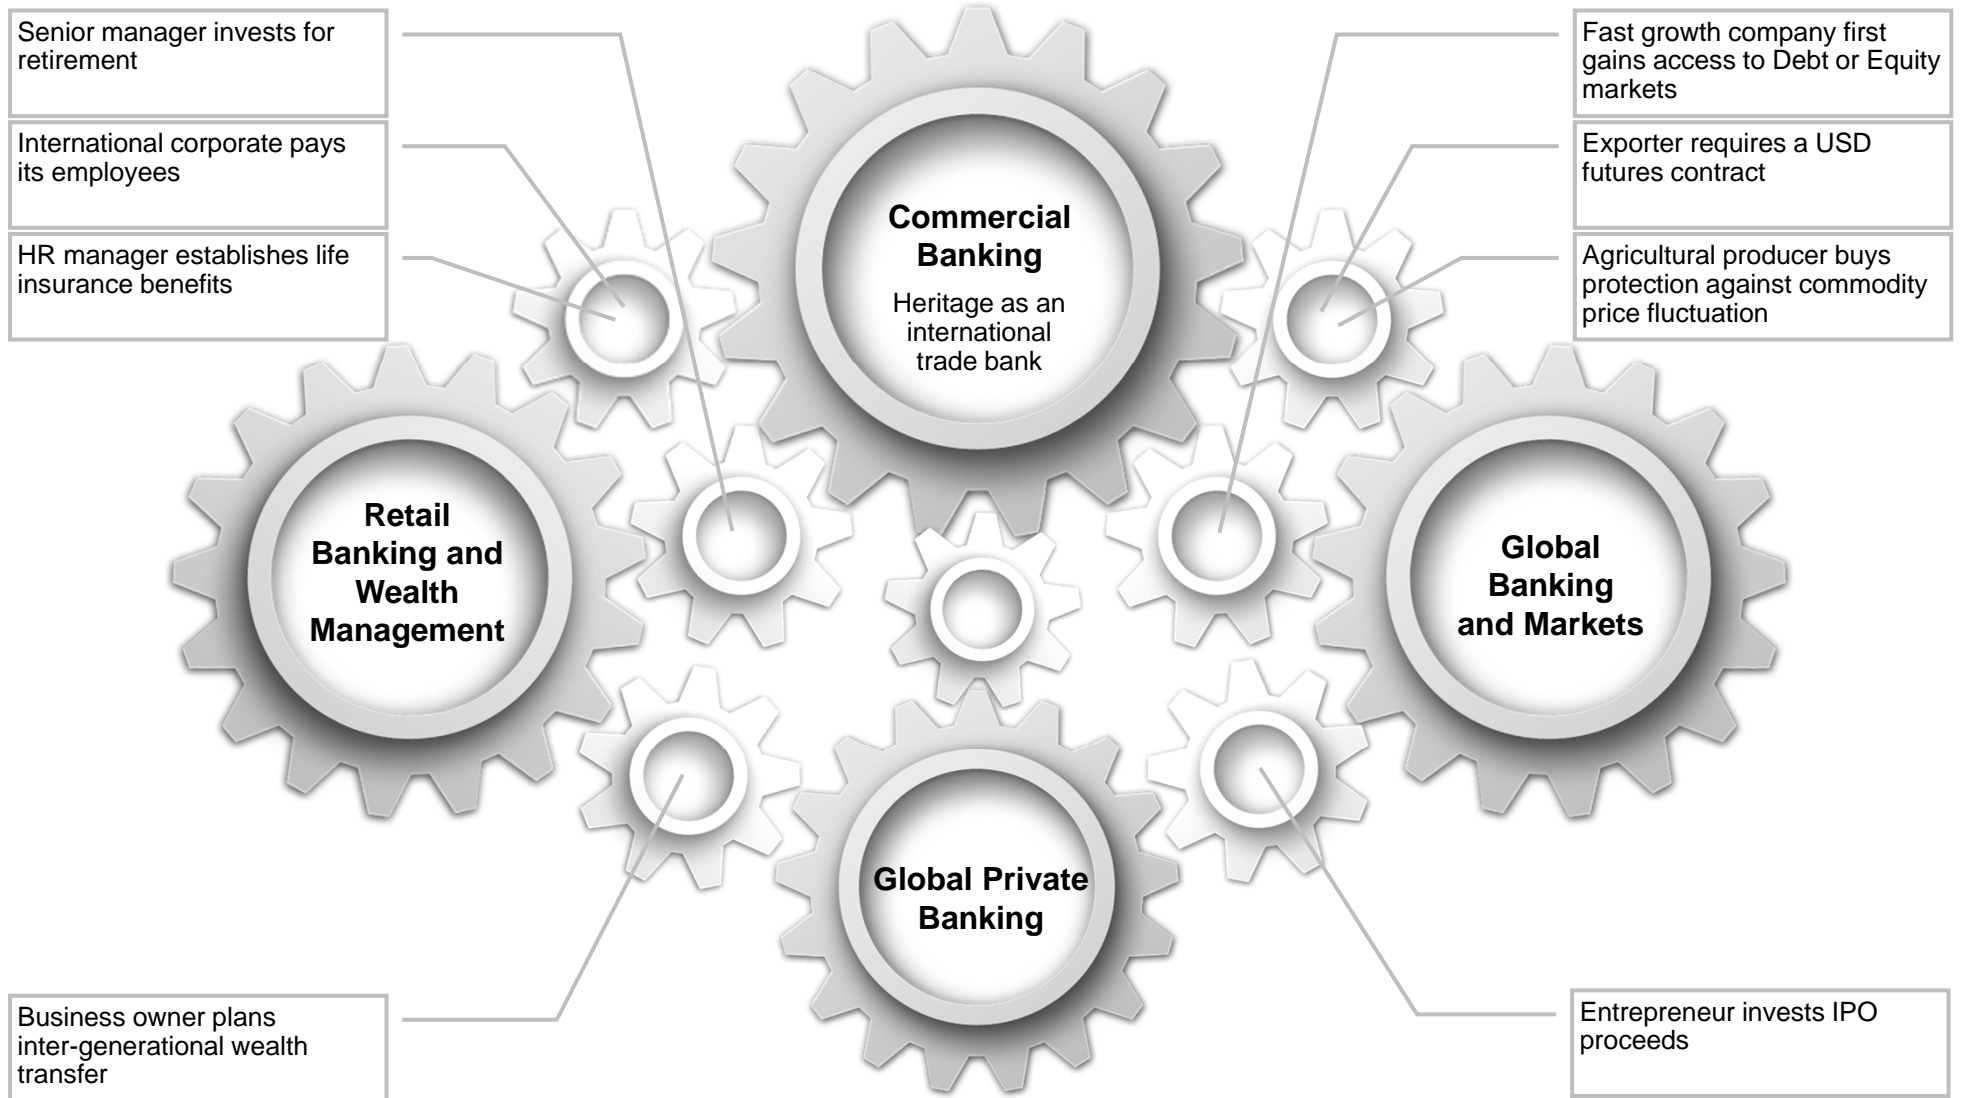 Senior manager invests for
retirement
International corporate pays
its employees
HR manager establishes life
insurance benefits
Fast growth company first
gains access to Debt or Equity
markets
Exporter requires a USD
futures contract
Agricultural producer buys
protection against commodity
price fluctuation
Commercial
Banking
Heritage as an
international
trade bank
Retail
Banking and
Wealth
Management
Global
Banking
and Markets
Global Private
Banking
Business owner plans
inter-generational wealth
transfer
Entrepreneur invests IPO
proceeds